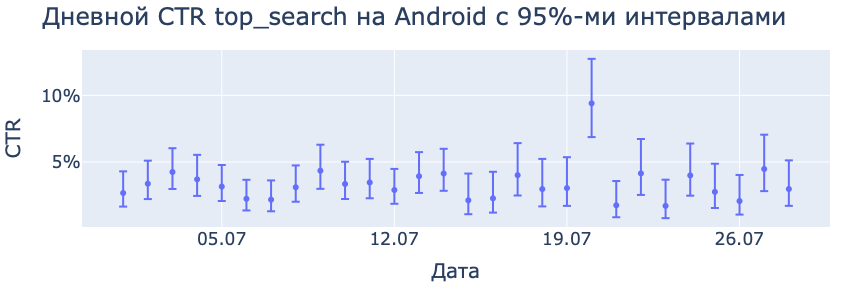 Дневной CTR top_search на Android с 95%-ми интервалами
CTR
10%
5%
05.07 12.07 19.07 26.07
Дата